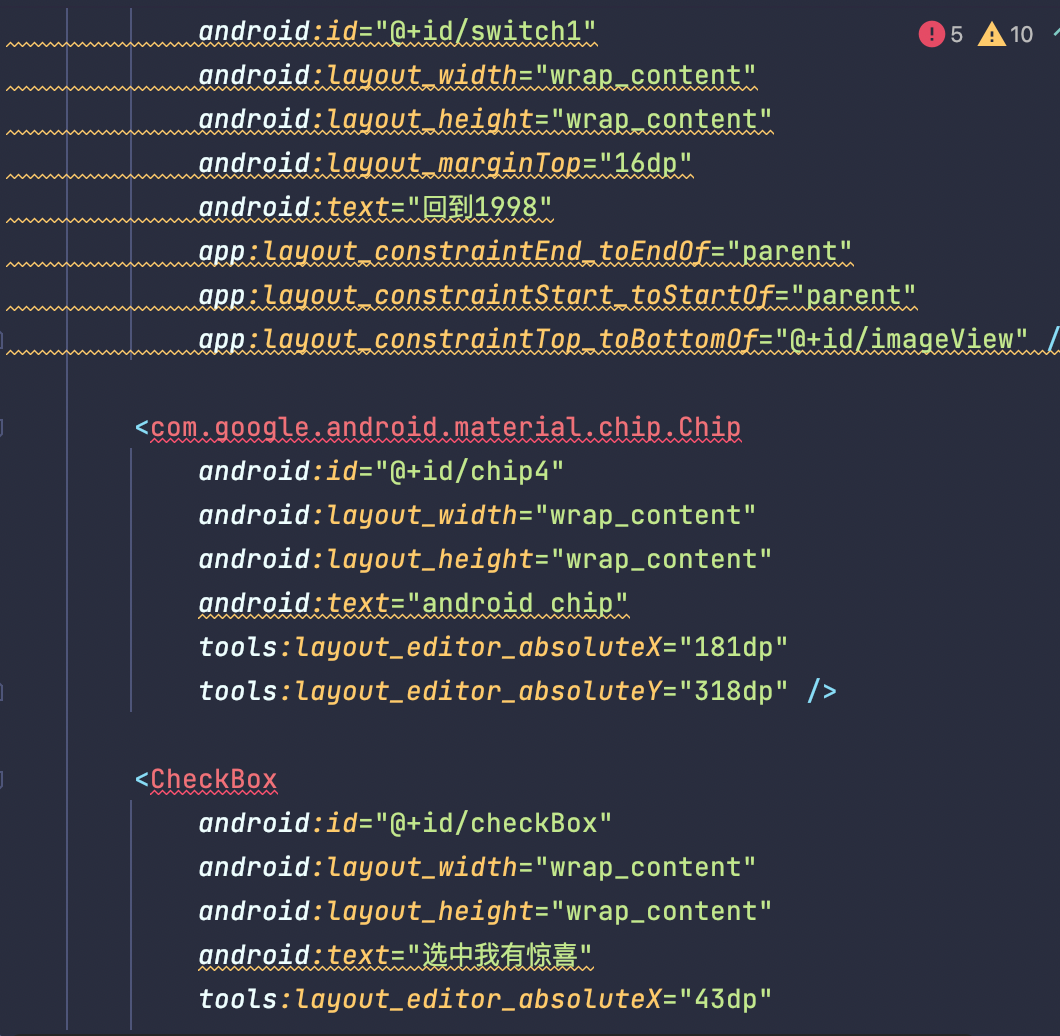 android:id="@+id/switch1"
5 10
android:layout_width="wrap_content"
android:layout_height="wrap_content"
android:layout_marginTop="16dp"
android:text="回到1998"
app:layout_constraintEnd_toEndOf="parent"
app:layout_constraintStart_toStartOf="parent"
app:layout_constraintTop_toBottomOf="@+id/imageView" /
<com.google.android.material.chip.Chip
android:id="@+id/chip4"
android:layout_width="wrap_content"
android:layout_height="wrap_content"
android:text="android chip"
tools:layout_editor_absoluteX="181dp"
tools:layout_editor_absoluteY="318dp" />
<CheckBox
android:id="@+id/checkBox"
android:layout_width="wrap_content"
android:layout_height="wrap_content"
android:text="选中我有惊喜"
tools:layout_editor_absoluteX="43dp"